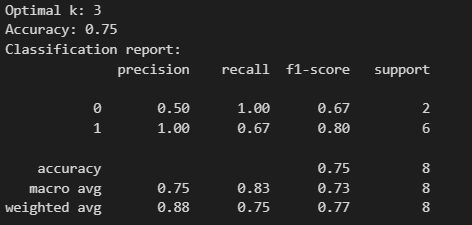 Optimal k: 3
Accuracy: 0.75
Classification report:
precision recall f1-score support
0 0.50 1.00 0.67 2
1 1.00 0.67 0.80 6
accuracy 0.75 8
macro avg 0.75 0.83 0.73 8
weighted avg 0.88 0.75 0.77 8